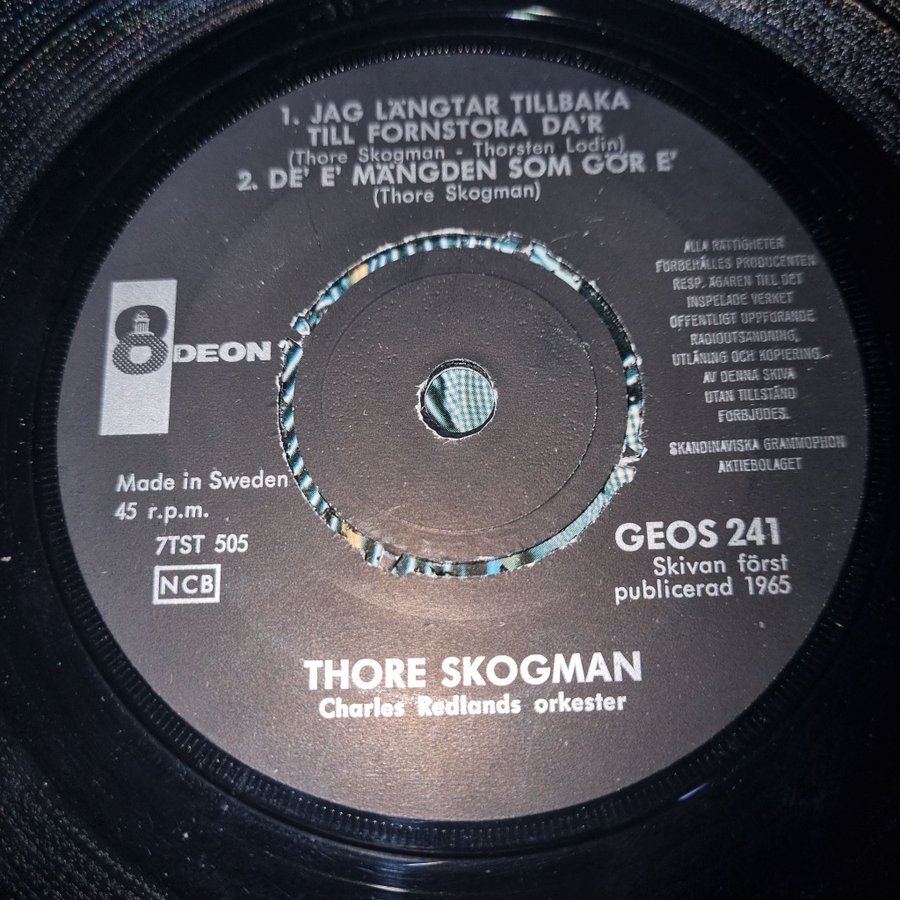 1. JAG LÄNGTAR TILLBAKA
TILL FORNSTORA DA'R
(Thore Skogman - Thorsten Lodin)
2. DE' E' MÄNGDEN SOM GÖR E'
(Thore Skogman)
ODEON
ALLA RÄTTIGHETER
FÖRBEHÅLLES PRODUCENTEN
RESP. ÄGAREN TILL DET
INSPELADE VERKET
OFFENTLIGT UPPFÖRANDE
RADIOUTSÄNDNING,
UTLÅNING OCH KOPIERING
AV DENNA SKIVA
UTAN TILLSTÅND
FÖRBJUDES.
SKANDINAVISKA GRAMMOPHON
AKTIEBOLAGET
Made in Sweden
45 r.p.m.
7TST 505
NCB
GEOS 241
Skivan först
publicerad 1965
THORE SKOGMAN
Charles Redlands orkester